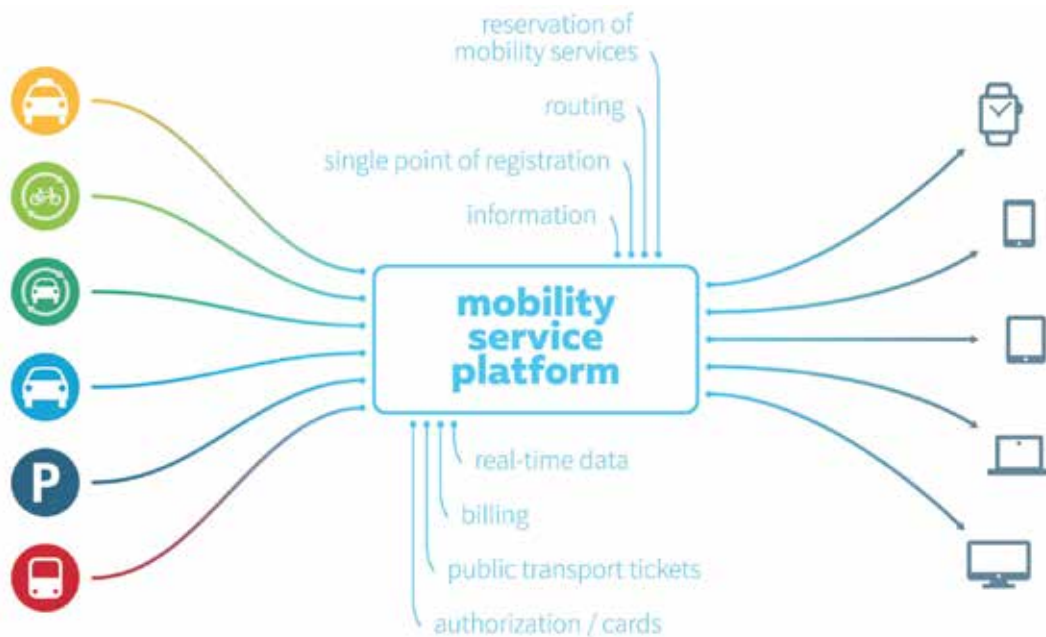 reservation of
mobility services
routing
single point of registration
information
mobility
service
platform
P
real-time data
billing
public transport tickets
authorization / cards